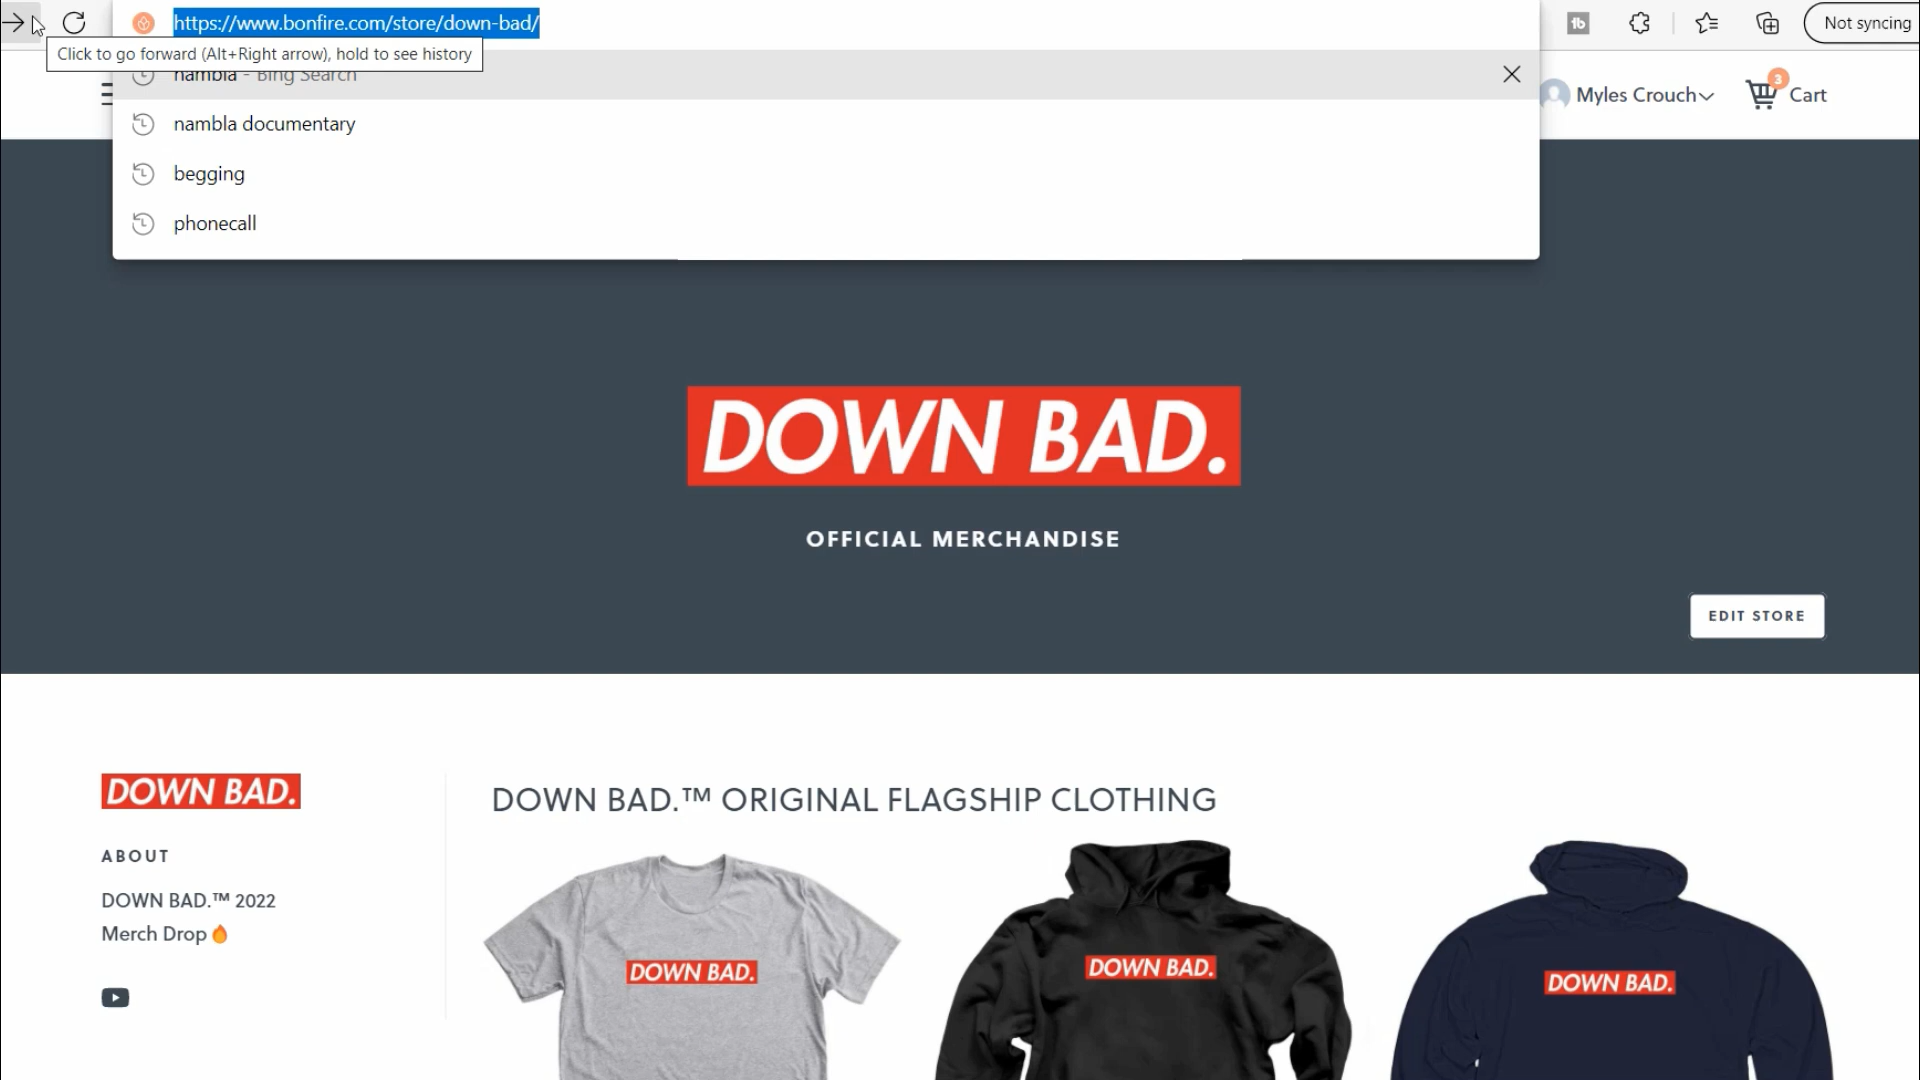 https://www.bonfire.com/store/down-bad/
Not syncing
Click to go forward (Alt+Right arrow), hold to see history
nambla - Bing Search
Myles Crouch
3
Cart
nambla documentary
begging
phonecall
DOWN BAD.
OFFICIAL MERCHANDISE
EDIT STORE
DOWN BAD.
DOWN BAD.™ ORIGINAL FLAGSHIP CLOTHING
ABOUT
DOWN BAD.™ 2022
Merch Drop🔥
DOWN BAD.
DOWN BAD.
DOWN BAD.